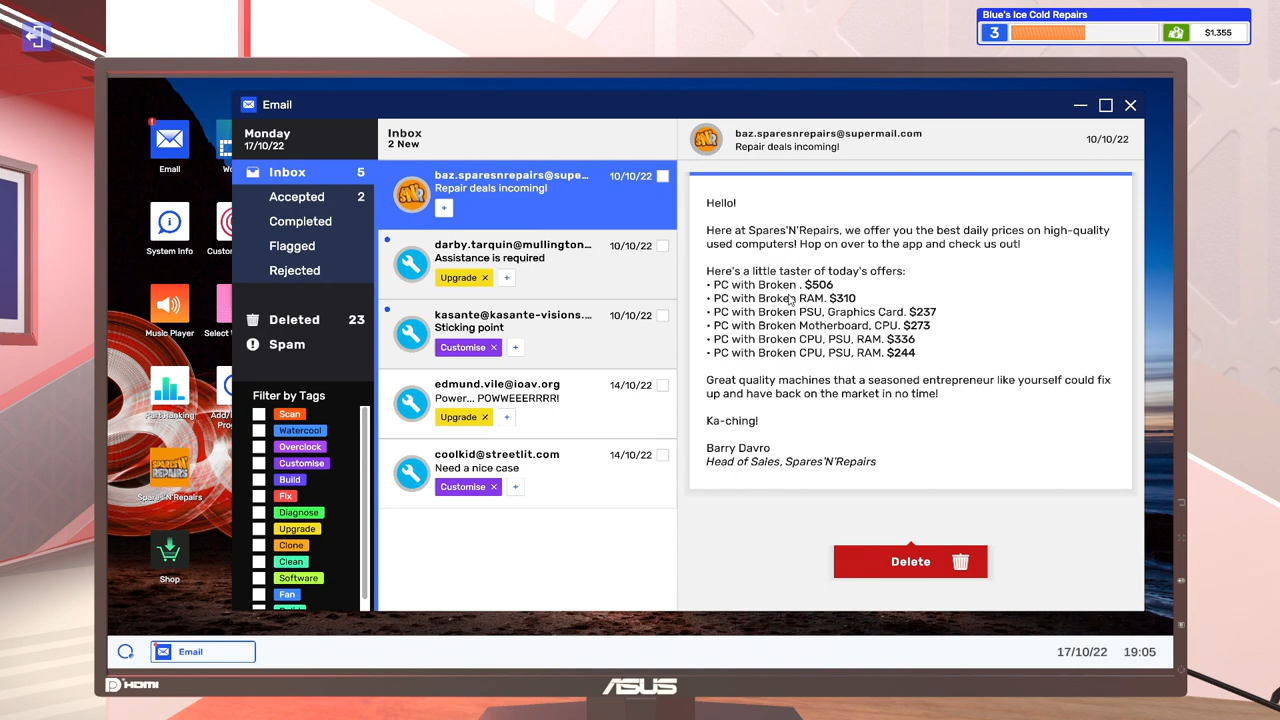 Blue's Ice Cold Repairs
3
$1,355
Email
Monday
17/10/22
Inbox 5
Accepted 2
Completed
Flagged
Rejected
Deleted 23
Spam
Filter by Tags
Scan
Watercool
Overclock
Customise
Build
Fix
Diagnose
Upgrade
Clone
Clean
Software
Fan
Inbox
2 New
baz.sparesnrepairs@supe... 10/10/22
Repair deals incoming!
+
darby.tarquin@mullington... 10/10/22
Assistance is required
Upgrade × +
kasante@kasante-visions.... 10/10/22
Sticking point
Customise × +
edmund.vile@ioav.org 14/10/22
Power... POWWEEERRRR!
Upgrade × +
coolkid@streetlit.com 14/10/22
Need a nice case
Customise × +
SNR
baz.sparesnrepairs@supermail.com 10/10/22
Repair deals incoming!
Hello!
Here at Spares'N'Repairs, we offer you the best daily prices on high-quality
used computers! Hop on over to the app and check us out!
Here's a little taster of today's offers:
• PC with Broken . $506
• PC with Broken RAM. $310
• PC with Broken PSU, Graphics Card. $237
• PC with Broken Motherboard, CPU. $273
• PC with Broken CPU, PSU, RAM. $336
• PC with Broken CPU, PSU, RAM. $244
Great quality machines that a seasoned entrepreneur like yourself could fix
up and have back on the market in no time!
Ka-ching!
Barry Davro
Head of Sales, Spares'N'Repairs
Delete
Email
System Info
Music Player
Part Ranking
SPARES N REPAIRS
Spares'N'Repairs
Shop
Email
17/10/22 19:05
HDMI
ASUS